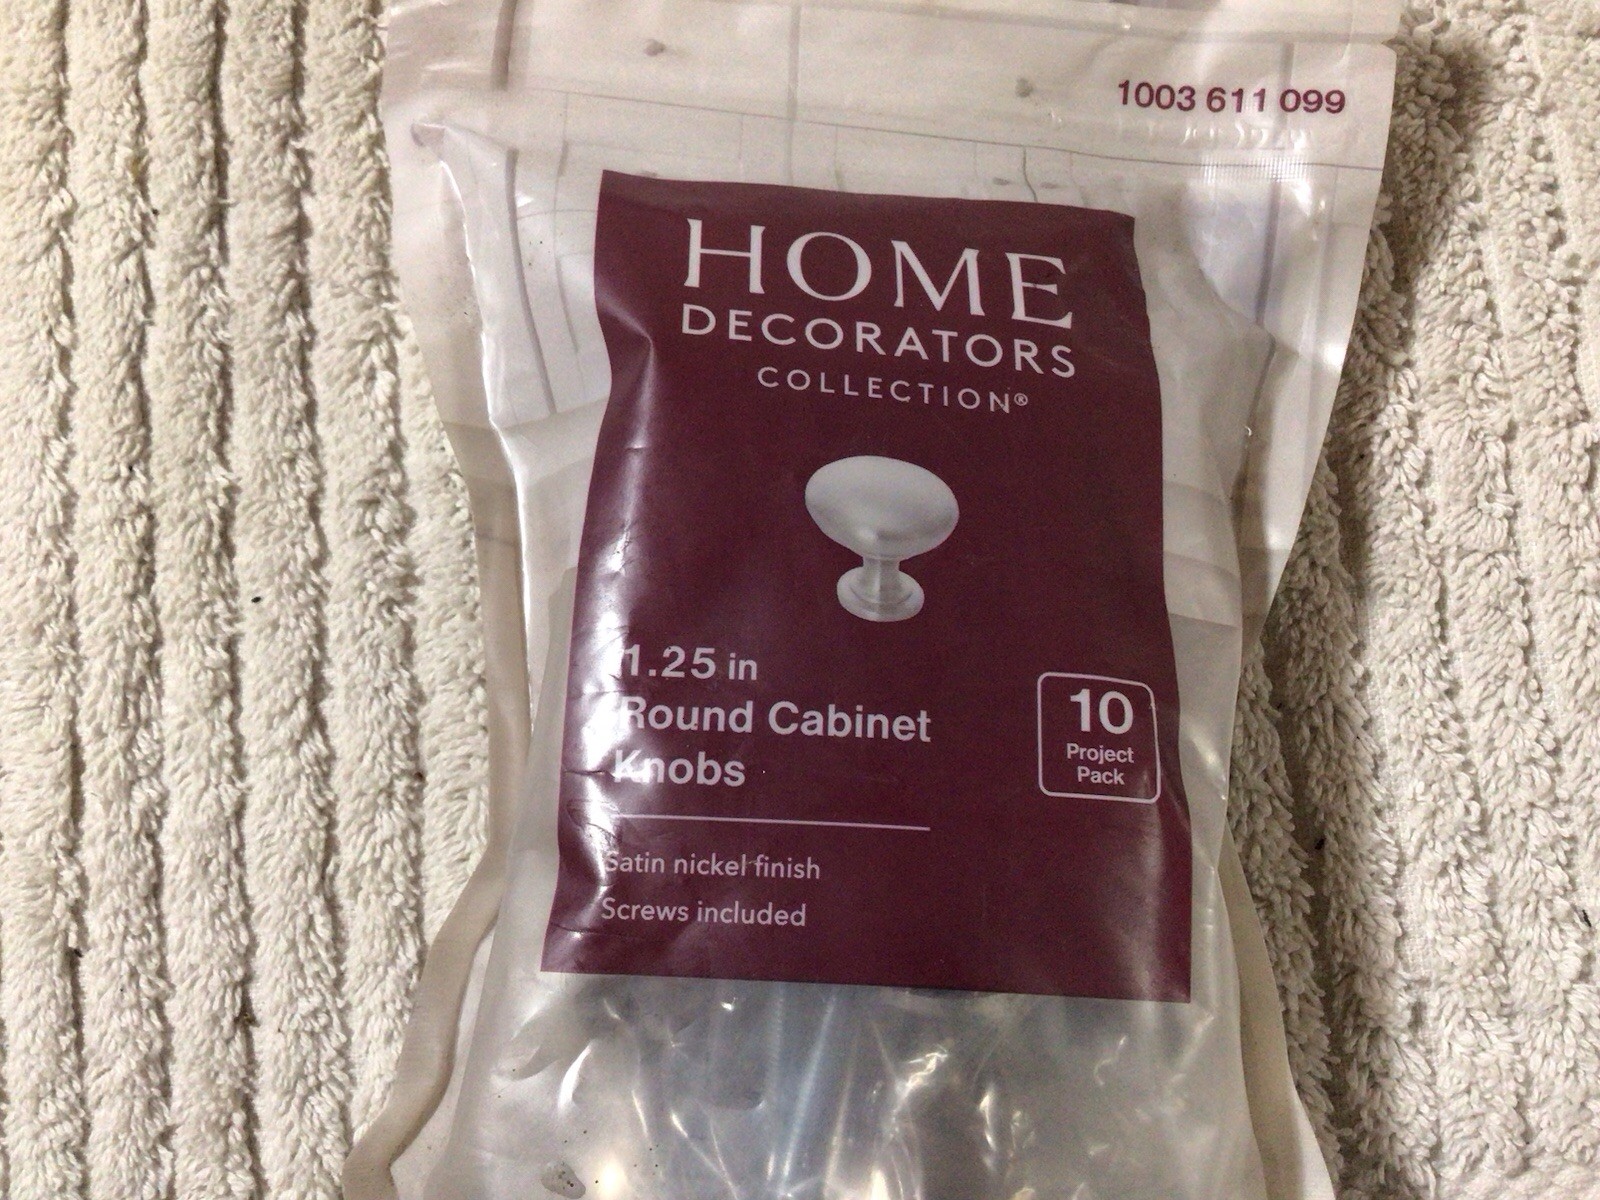 1003 611 099
HOME
DECORATORS
COLLECTION®
1.25 in
Round Cabinet
Knobs
10
Project
Pack
Satin nickel finish
Screws included